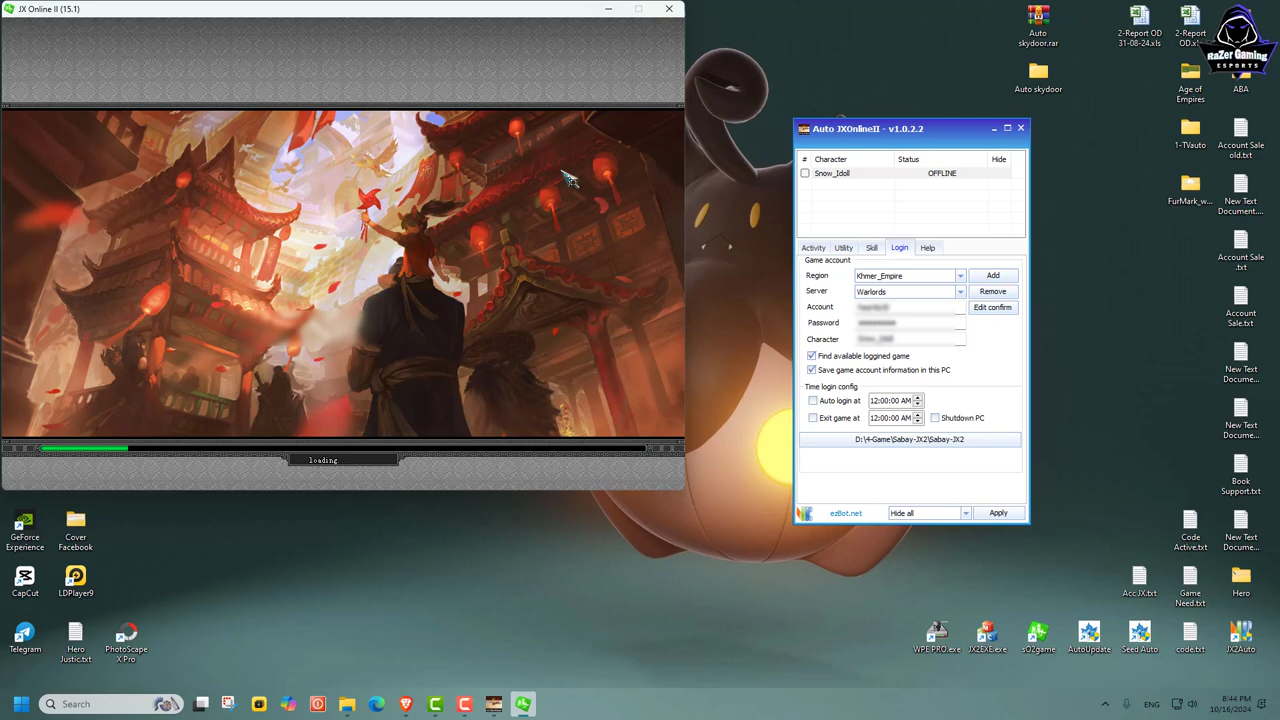 JX Online II (15.1)
loading..
Auto JXOnlineII - v1.0.2.2
# Character Status Hide
Snow_Idoll OFFLINE
Activity Utility Skill Login Help
Game account
Region Khmer_Empire Add
Server Warlords Remove
Account Edit confirm
Password
Character
Find available loggined game
Save game account information in this PC
Time login config
Auto login at 12:00:00 AM
Exit game at 12:00:00 AM Shutdown PC
D:\4-Game\Sabay-JX2\Sabay-JX2
ezBot.net Hide all Apply
Auto
skydoor.rar
2-Report OD
31-08-24.xls
2-Report
OD.xls
RaZer Gaming
ESPORTS
Auto skydoor
Age of
Empires
ABA
1-TVauto
Account Sale
old.txt
FurMark_w...
New Text
Document...
Account Sale
.txt
Account
Sale.txt
New Text
Docume...
New Text
Docume...
Book
Support.txt
Code
Active.txt
New Text
Docume...
Acc JX.txt
Game
Need.txt
Hero
WPE PRO.exe
JX2EXE.exe
sO2game
AutoUpdate
Seed Auto
code.txt
JX2Auto
GeForce
Experience
Cover
Facebook
CapCut
LDPlayer9
Telegram
Hero
Justic.txt
PhotoScape
X Pro
Search
ENG
8:44 PM
10/16/2024